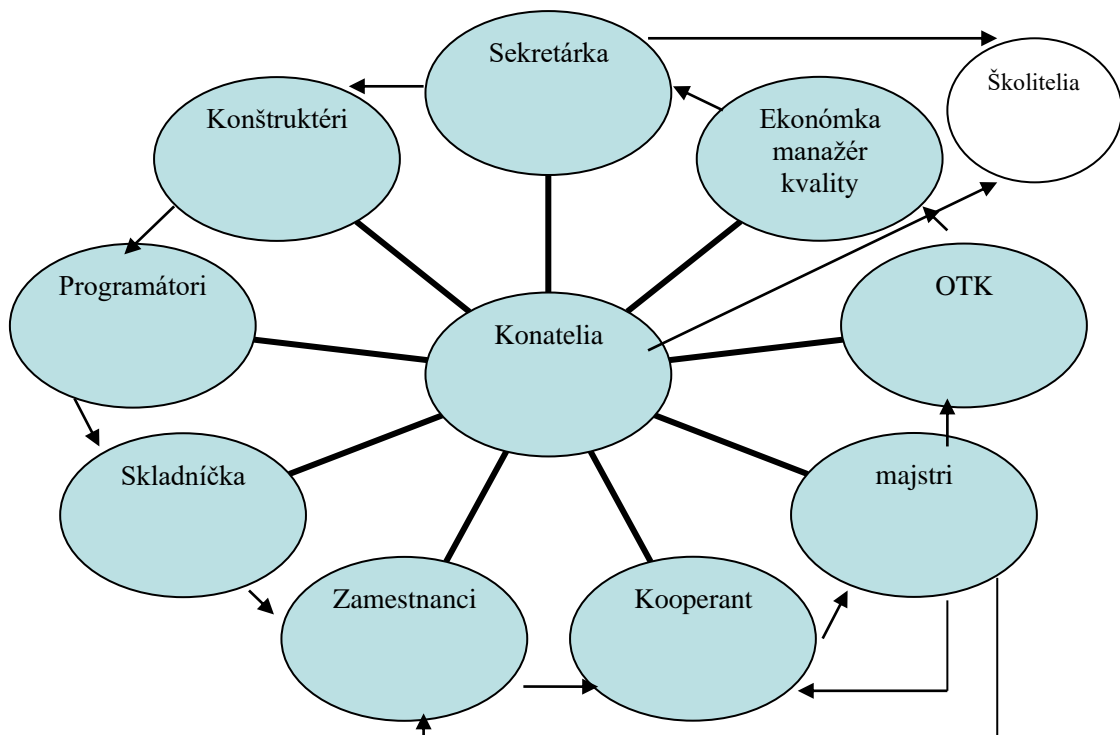 Sekretárka
Školitelia
Konštruktéri
Ekonómka
manažér
kvality
Programátori
OTK
Konatelia
Skladníčka
majstri
Zamestnanci
Kooperant